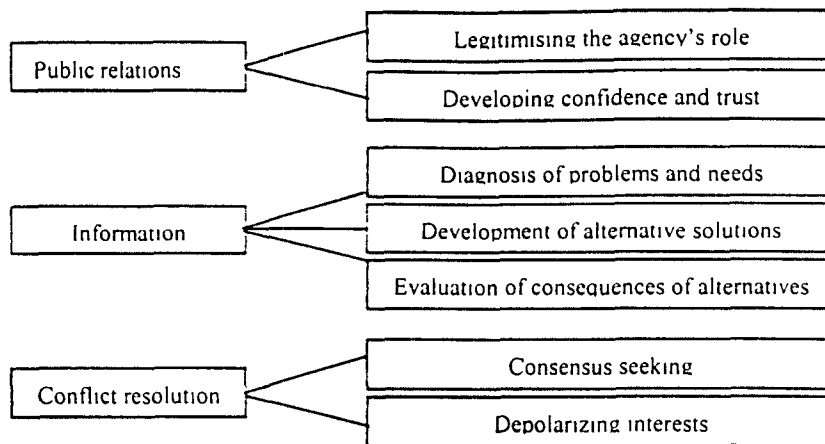 Public relations
Legitimising the agency's role
Developing confidence and trust
Information
Diagnosis of problems and needs
Development of alternative solutions
Evaluation of consequences of alternatives
Conflict resolution
Consensus seeking
Depolarizing interests